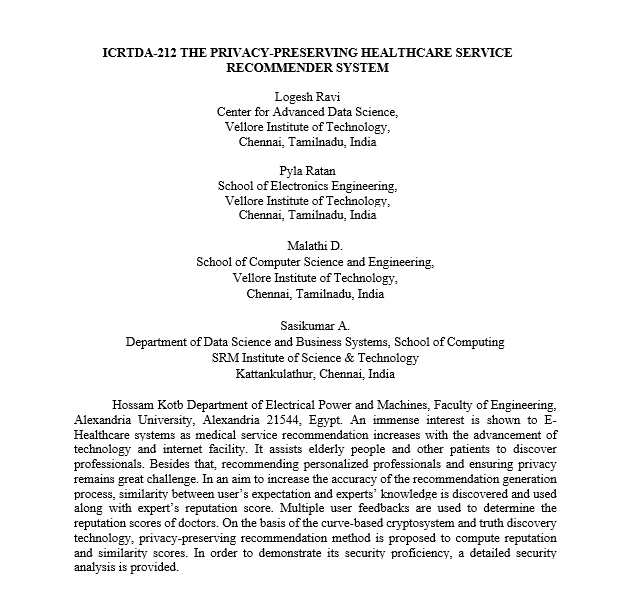 ICRTDA-212 THE PRIVACY-PRESERVING HEALTHCARE SERVICE
RECOMMENDER SYSTEM
Logesh Ravi
Center for Advanced Data Science,
Vellore Institute of Technology,
Chennai, Tamilnadu, India
Pyla Ratan
School of Electronics Engineering,
Vellore Institute of Technology,
Chennai, Tamilnadu, India
Malathi D.
School of Computer Science and Engineering,
Vellore Institute of Technology,
Chennai, Tamilnadu, India
Sasikumar A.
Department of Data Science and Business Systems, School of Computing
SRM Institute of Science & Technology
Kattankulathur, Chennai, India
Hossam Kotb Department of Electrical Power and Machines, Faculty of Engineering,
Alexandria University, Alexandria 21544, Egypt. An immense interest is shown to E-
Healthcare systems as medical service recommendation increases with the advancement of
technology and internet facility. It assists elderly people and other patients to discover
professionals. Besides that, recommending personalized professionals and ensuring privacy
remains great challenge. In an aim to increase the accuracy of the recommendation generation
process, similarity between user's expectation and experts' knowledge is discovered and used
along with expert's reputation score. Multiple user feedbacks are used to determine the
reputation scores of doctors. On the basis of the curve-based cryptosystem and truth discovery
technology, privacy-preserving recommendation method is proposed to compute reputation
and similarity scores. In order to demonstrate its security proficiency, a detailed security
analysis is provided.